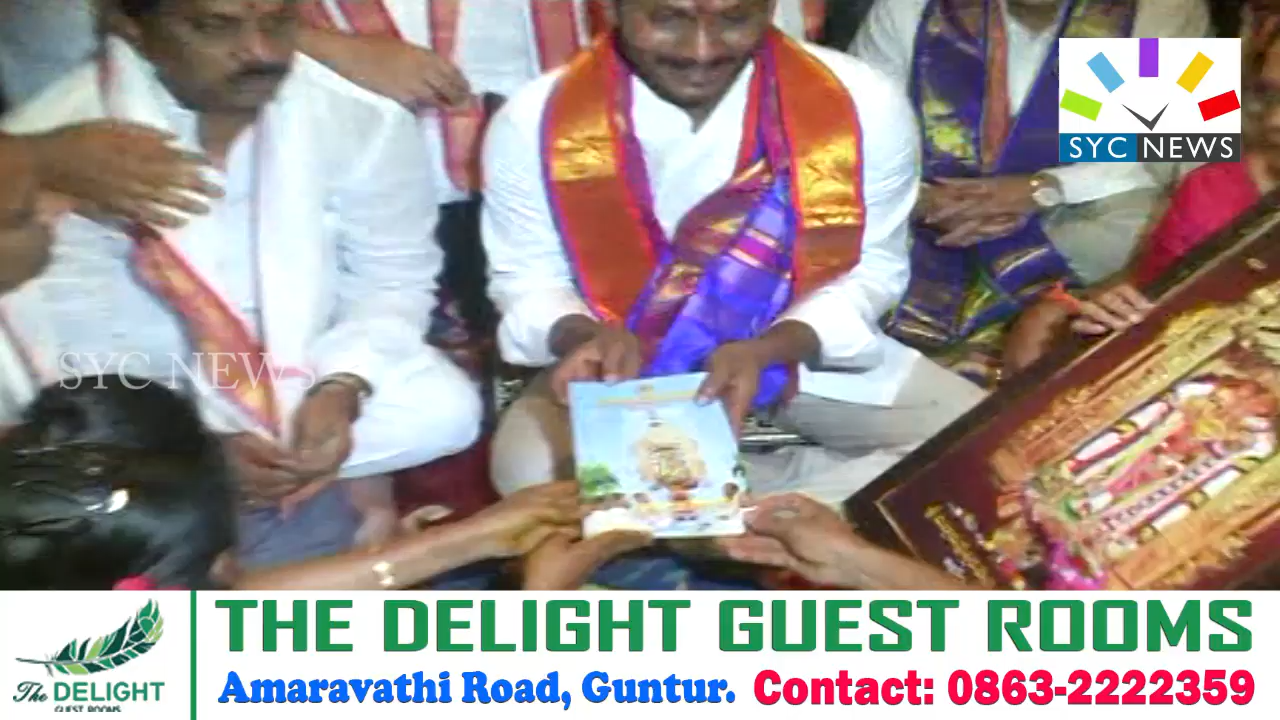 SYC NEWS
SYC NEWS
THE DELIGHT GUEST ROOMS
The DELIGHT
GUEST ROOMS
Amaravathi Road, Guntur. Contact: 0863-2222359